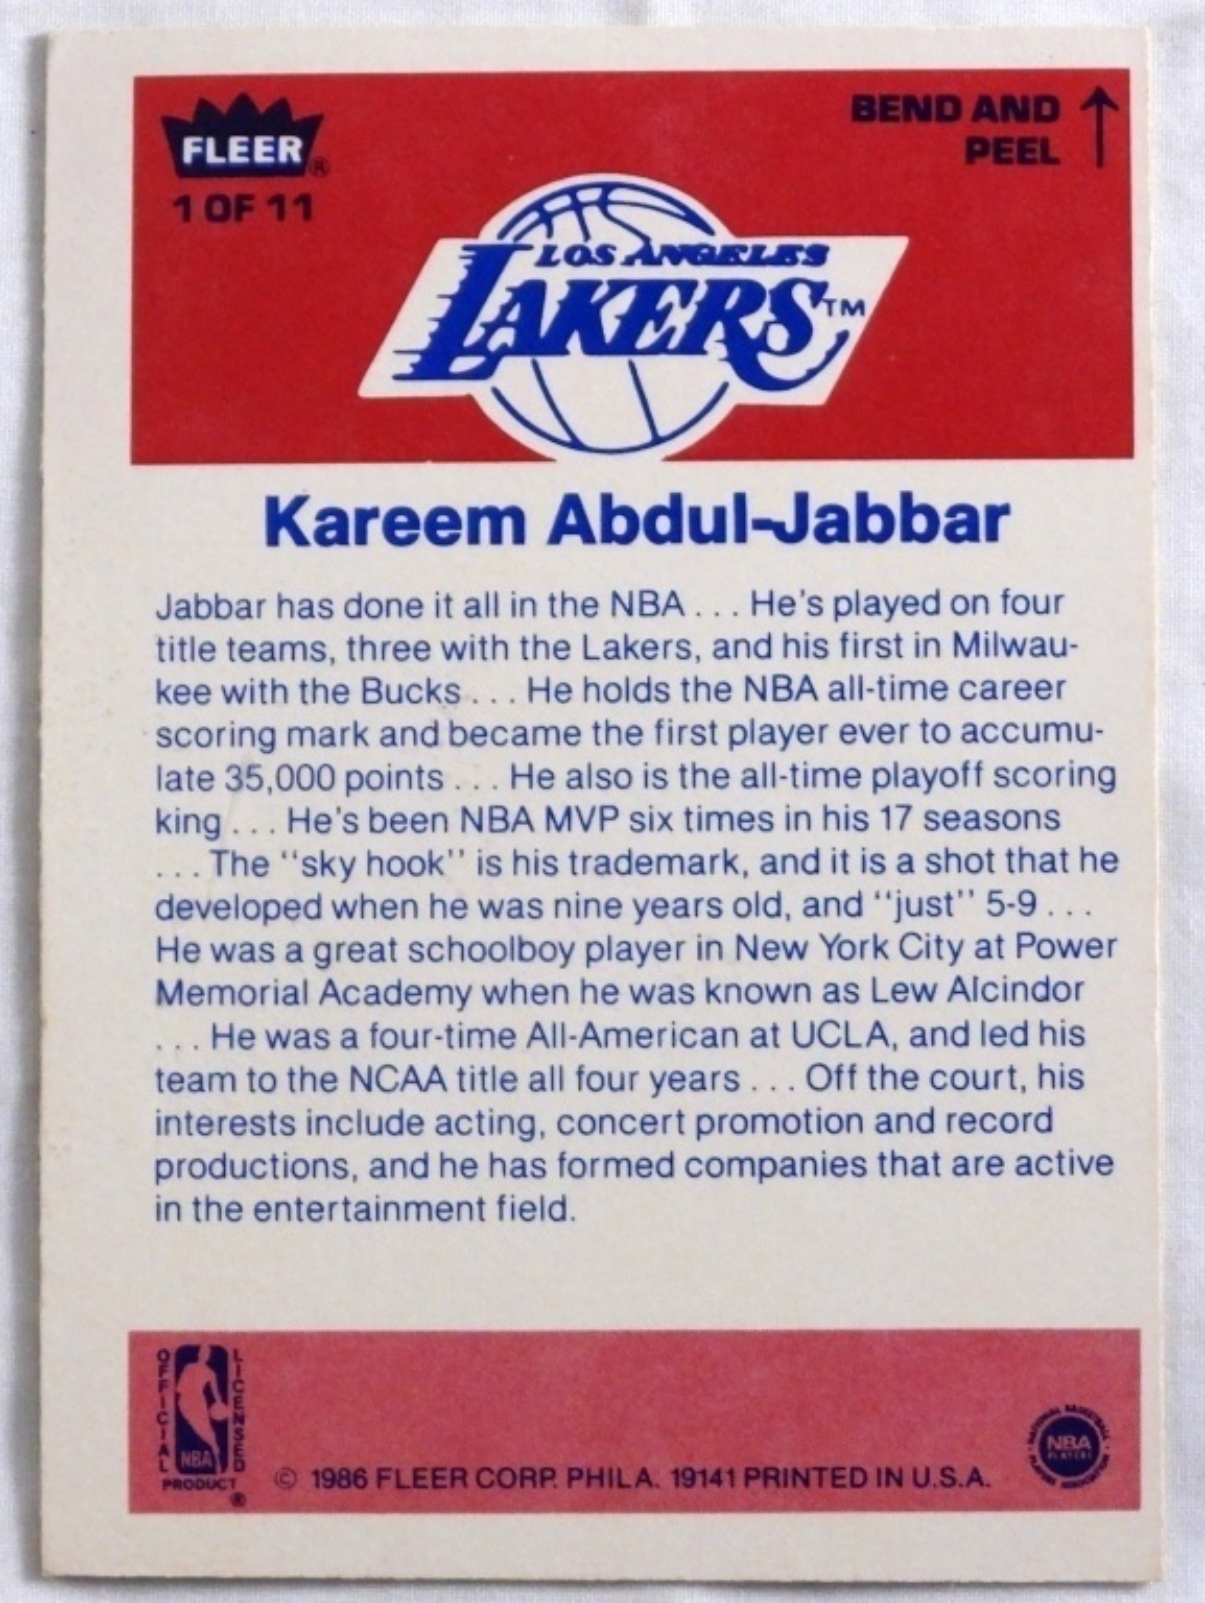 FLEER®
1 OF 11
BEND AND
PEEL
LOS ANGELES
LAKERS™
Kareem Abdul-Jabbar
Jabbar has done it all in the NBA . . . He's played on four
title teams, three with the Lakers, and his first in Milwau-
kee with the Bucks . . . He holds the NBA all-time career
scoring mark and became the first player ever to accumu-
late 35,000 points . . . He also is the all-time playoff scoring
king . . . He's been NBA MVP six times in his 17 seasons
. . . The "sky hook" is his trademark, and it is a shot that he
developed when he was nine years old, and "just" 5-9 . . .
He was a great schoolboy player in New York City at Power
Memorial Academy when he was known as Lew Alcindor
. . . He was a four-time All-American at UCLA, and led his
team to the NCAA title all four years . . . Off the court, his
interests include acting, concert promotion and record
productions, and he has formed companies that are active
in the entertainment field.
OFFICIAL
LICENSED
NBA
PRODUCT
®
© 1986 FLEER CORP. PHILA. 19141 PRINTED IN U.S.A.
NATIONAL BASKETBALL
NBA
PLAYERS
PLAYERS ASSOCIATION